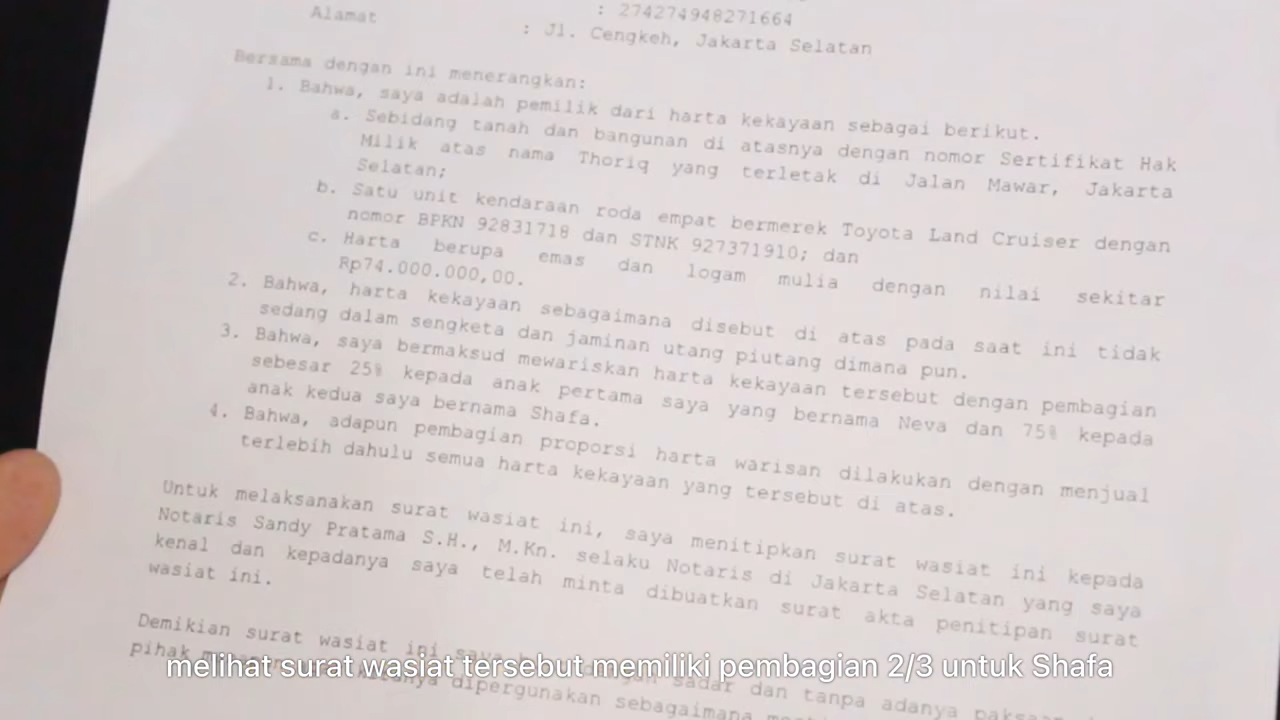 : 274274948271664
Alamat : Jl. Cengkeh, Jakarta Selatan
Bersama dengan ini menerangkan:
1. Bahwa, saya adalah pemilik dari harta kekayaan sebagai berikut.
a. Sebidang tanah dan bangunan di atasnya dengan nomor Sertifikat Hak
Milik atas nama Thoriq yang terletak di Jalan Mawar, Jakarta
Selatan;
b. Satu unit kendaraan roda empat bermerek Toyota Land Cruiser dengan
nomor BPKN 92831718 dan STNK 927371910; dan
c. Harta berupa emas dan logam mulia dengan nilai sekitar
Rp74.000.000,00.
2. Bahwa, harta kekayaan sebagaimana disebut di atas pada saat ini tidak
sedang dalam sengketa dan jaminan utang piutang dimana pun.
3. Bahwa, saya bermaksud mewariskan harta kekayaan tersebut dengan pembagian
sebesar 25% kepada anak pertama saya yang bernama Neva dan 75% kepada
anak kedua saya bernama Shafa.
4. Bahwa, adapun pembagian proporsi harta warisan dilakukan dengan menjual
terlebih dahulu semua harta kekayaan yang tersebut di atas.
Untuk melaksanakan surat wasiat ini, saya menitipkan surat wasiat ini kepada
Notaris Sandy Pratama S.H., M.Kn. selaku Notaris di Jakarta Selatan yang saya
kenal dan kepadanya saya telah minta dibuatkan surat akta penitipan surat
wasiat ini.
Demikian surat wasiat ini saya sadar dan tanpa adanya
pihak dipergunakan sebagaimana
melihat surat wasiat tersebut memiliki pembagian 2/3 untuk Shafa